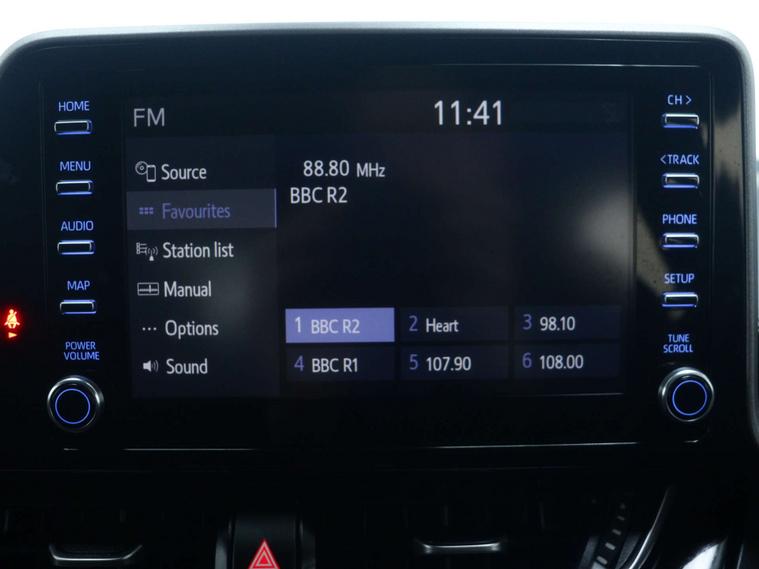 HOME
MENU
AUDIO
MAP
POWER
VOLUME
FM
11:41
Source
Favourites
Station list
Manual
Options
Sound
88.80 MHz
BBC R2
1 BBC R2
2 Heart
3 98.10
4 BBC R1
5 107.90
6 108.00
CH >
< TRACK
PHONE
SETUP
TUNE
SCROLL